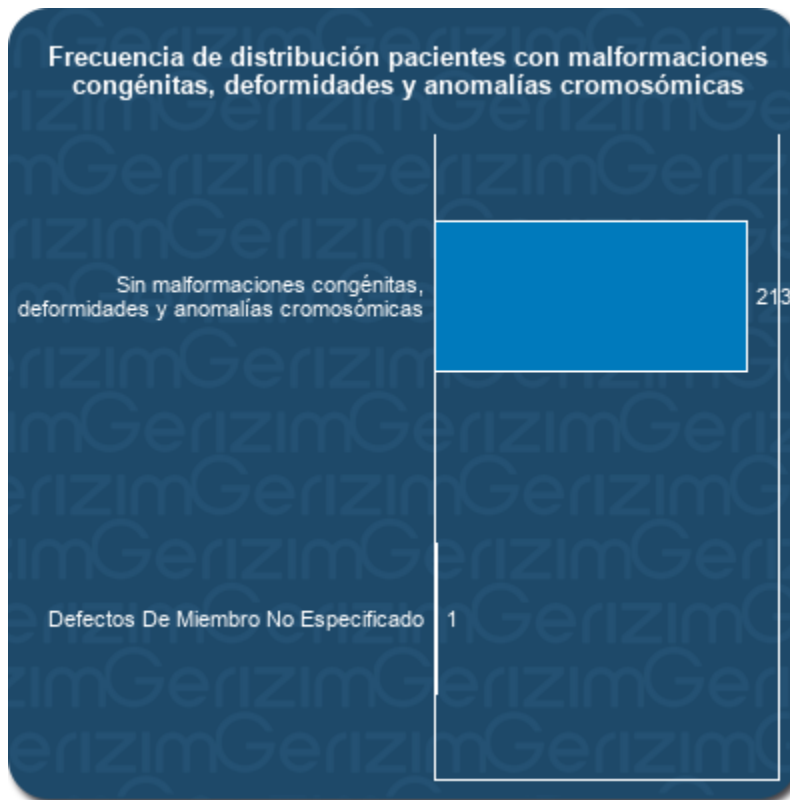 Frecuencia de distribución pacientes con malformaciones
congénitas, deformidades y anomalías cromosómicas
Sin malformaciones congénitas,
deformidades y anomalías cromosómicas
213
Defectos De Miembro No Especificado
1